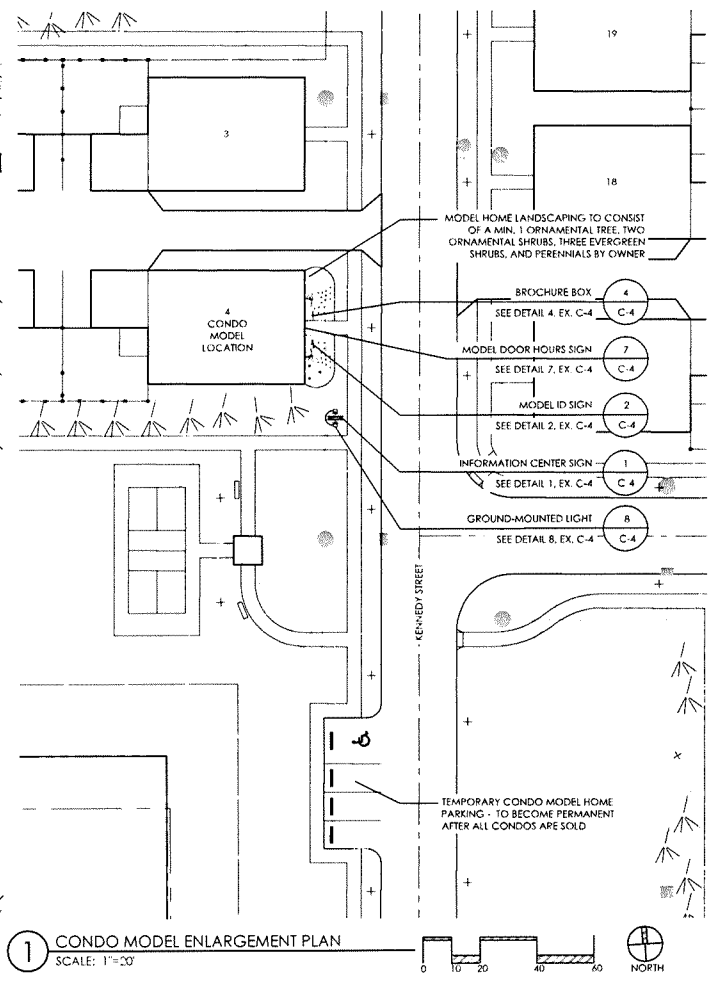 19
3
18
MODEL HOME LANDSCAPING TO CONSIST
OF A MIN. 1 ORNAMENTAL TREE, TWO
ORNAMENTAL SHRUBS, THREE EVERGREEN
SHRUBS, AND PERENNIALS BY OWNER
4
CONDO
MODEL
LOCATION
BROCHURE BOX
SEE DETAIL 4, EX. C-4
4
C-4
MODEL DOOR HOURS SIGN
SEE DETAIL 7, EX. C-4
7
C-4
MODEL ID SIGN
SEE DETAIL 2, EX. C-4
2
C-4
INFORMATION CENTER SIGN
SEE DETAIL 1, EX. C-4
1
C 4
GROUND-MOUNTED LIGHT
SEE DETAIL 8, EX. C-4
8
C-4
KENNEDY STREET
TEMPORARY CONDO MODEL HOME
PARKING - TO BECOME PERMANENT
AFTER ALL CONDOS ARE SOLD
1
CONDO MODEL ENLARGEMENT PLAN
SCALE: 1"=20'
0 10 20 40 60
NORTH